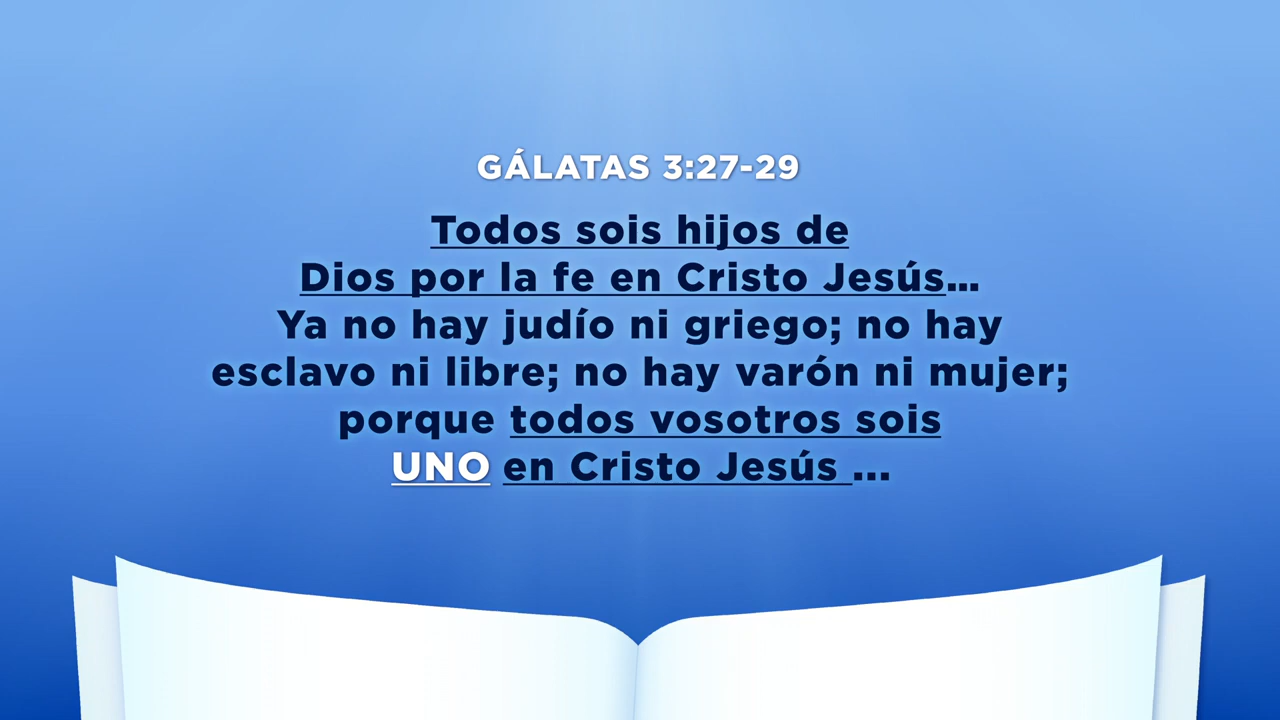 GÁLATAS 3:27-29
Todos sois hijos de
Dios por la fe en Cristo Jesús...
Ya no hay judío ni griego; no hay
esclavo ni libre; no hay varón ni mujer;
porque todos vosotros sois
UNO en Cristo Jesús ...